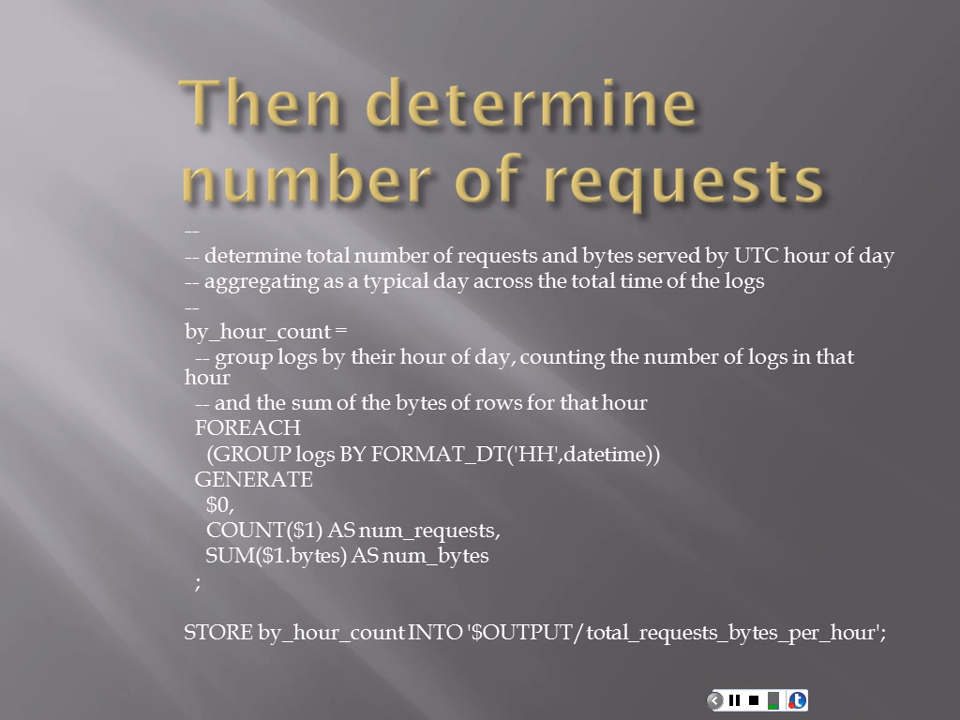 Then determine
number of requests
--
-- determine total number of requests and bytes served by UTC hour of day
-- aggregating as a typical day across the total time of the logs
--
by_hour_count =
-- group logs by their hour of day, counting the number of logs in that
hour
-- and the sum of the bytes of rows for that hour
FOREACH
(GROUP logs BY FORMAT_DT('HH',datetime))
GENERATE
$0,
COUNT($1) AS num_requests,
SUM($1.bytes) AS num_bytes
;
STORE by_hour_count INTO '$OUTPUT/total_requests_bytes_per_hour';